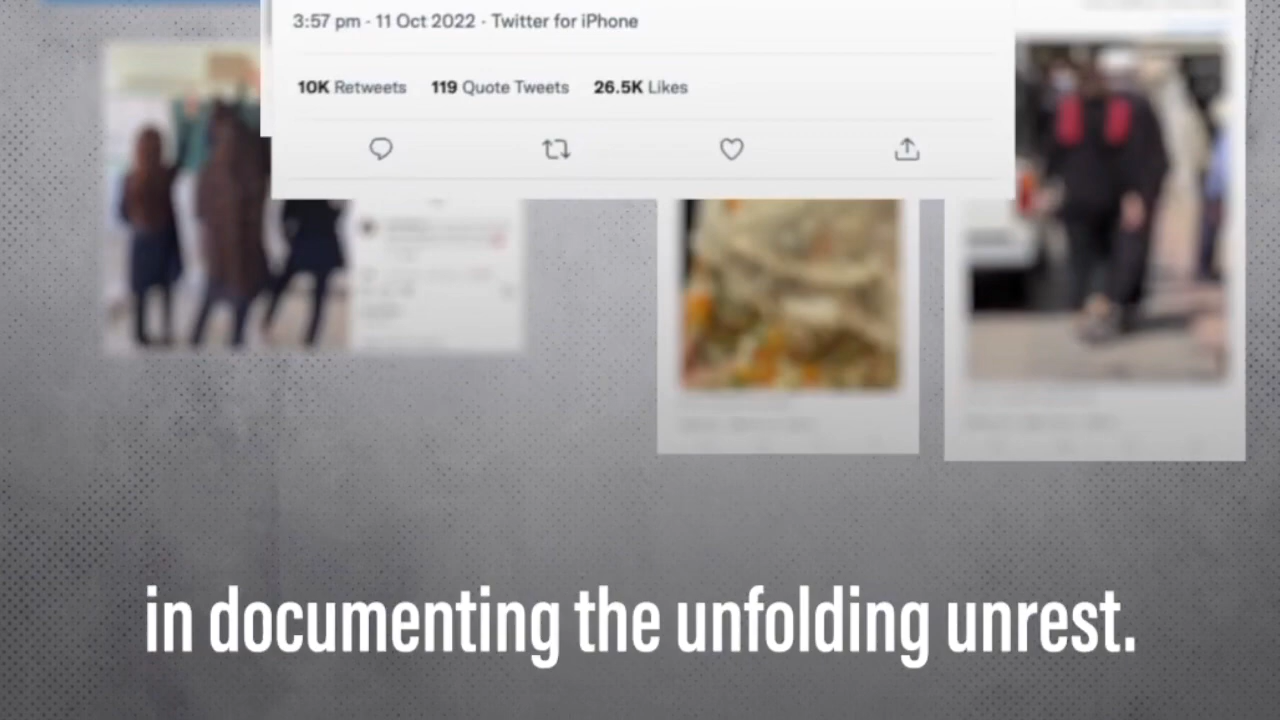 3:57 pm · 11 Oct 2022 · Twitter for iPhone
10K Retweets 119 Quote Tweets 26.5K Likes
in documenting the unfolding unrest.